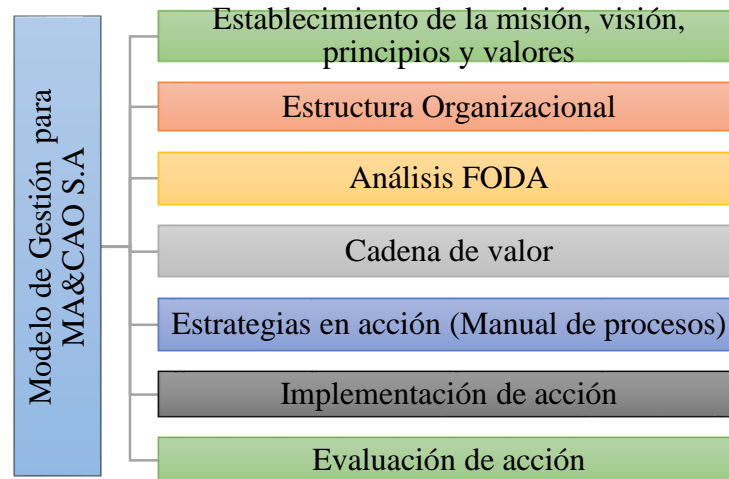 Modelo de Gestión para
MA&CAO S.A
Establecimiento de la misión, visión,
principios y valores
Estructura Organizacional
Análisis FODA
Cadena de valor
Estrategias en acción (Manual de procesos)
Implementación de acción
Evaluación de acción